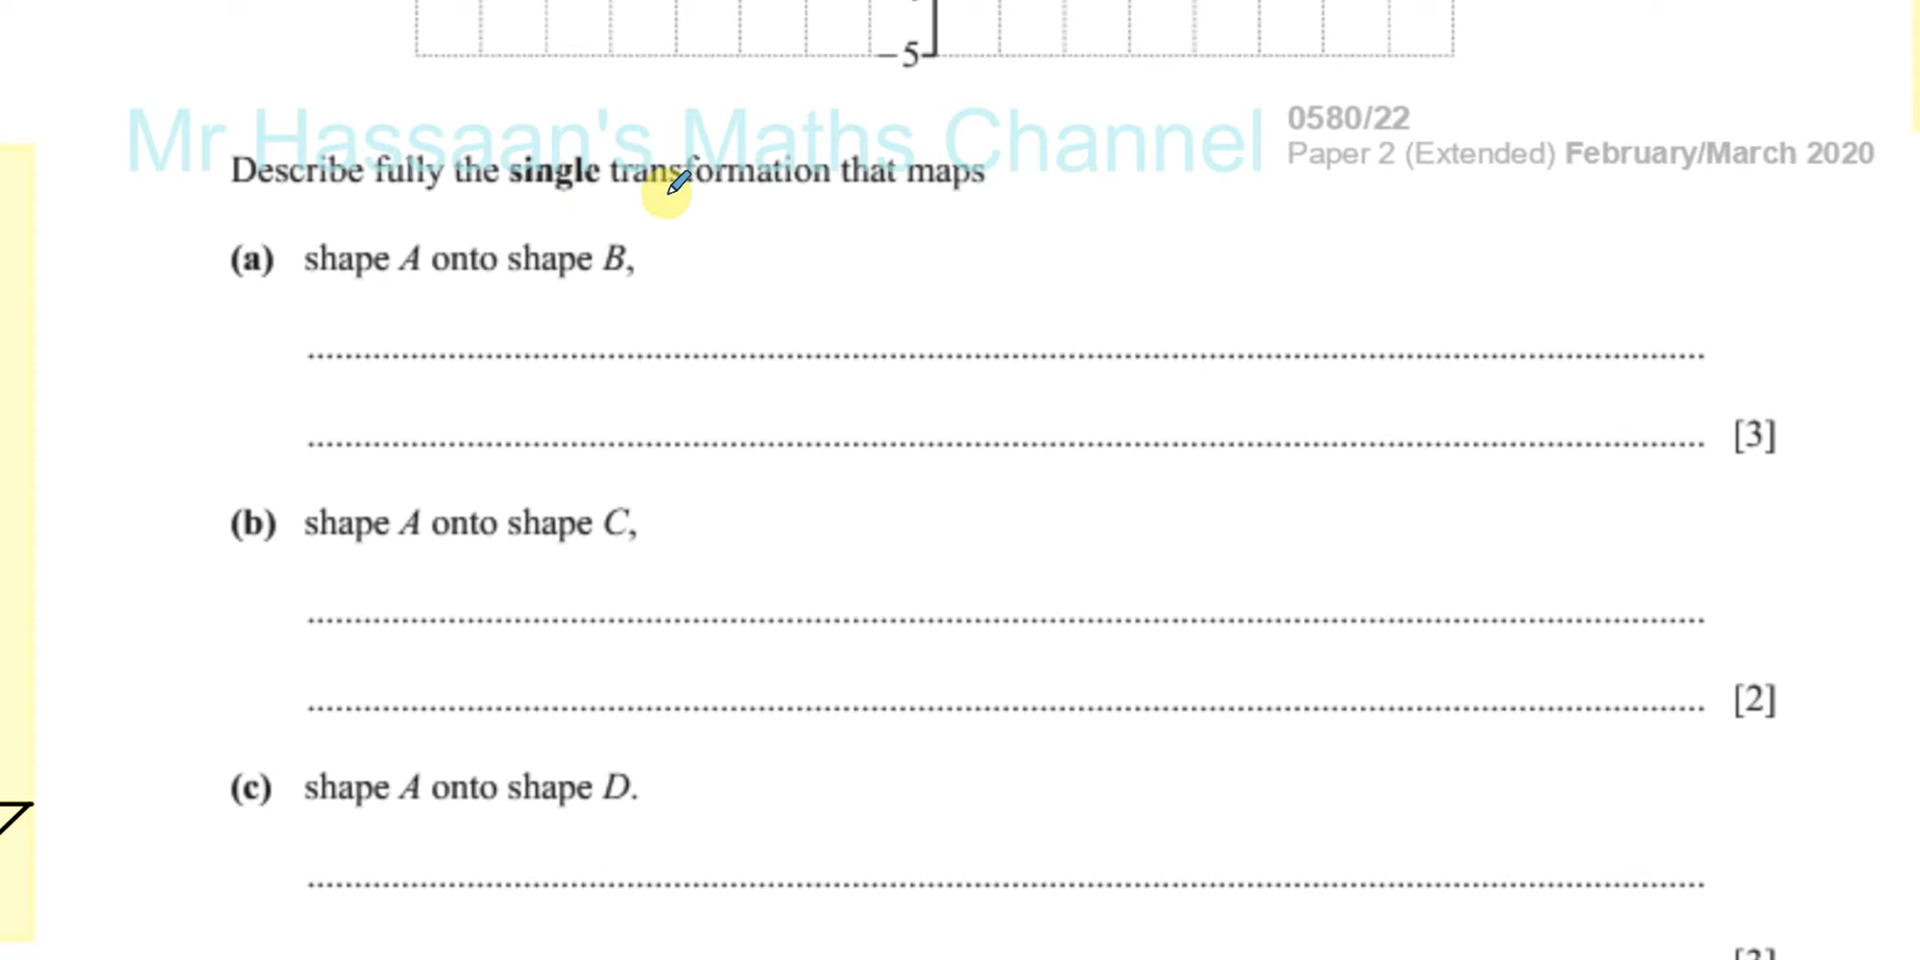 –5
Mr Hassaan's Maths Channel
0580/22
Paper 2 (Extended) February/March 2020
Describe fully the single transformation that maps
(a) shape A onto shape B,
[3]
(b) shape A onto shape C,
[2]
(c) shape A onto shape D.